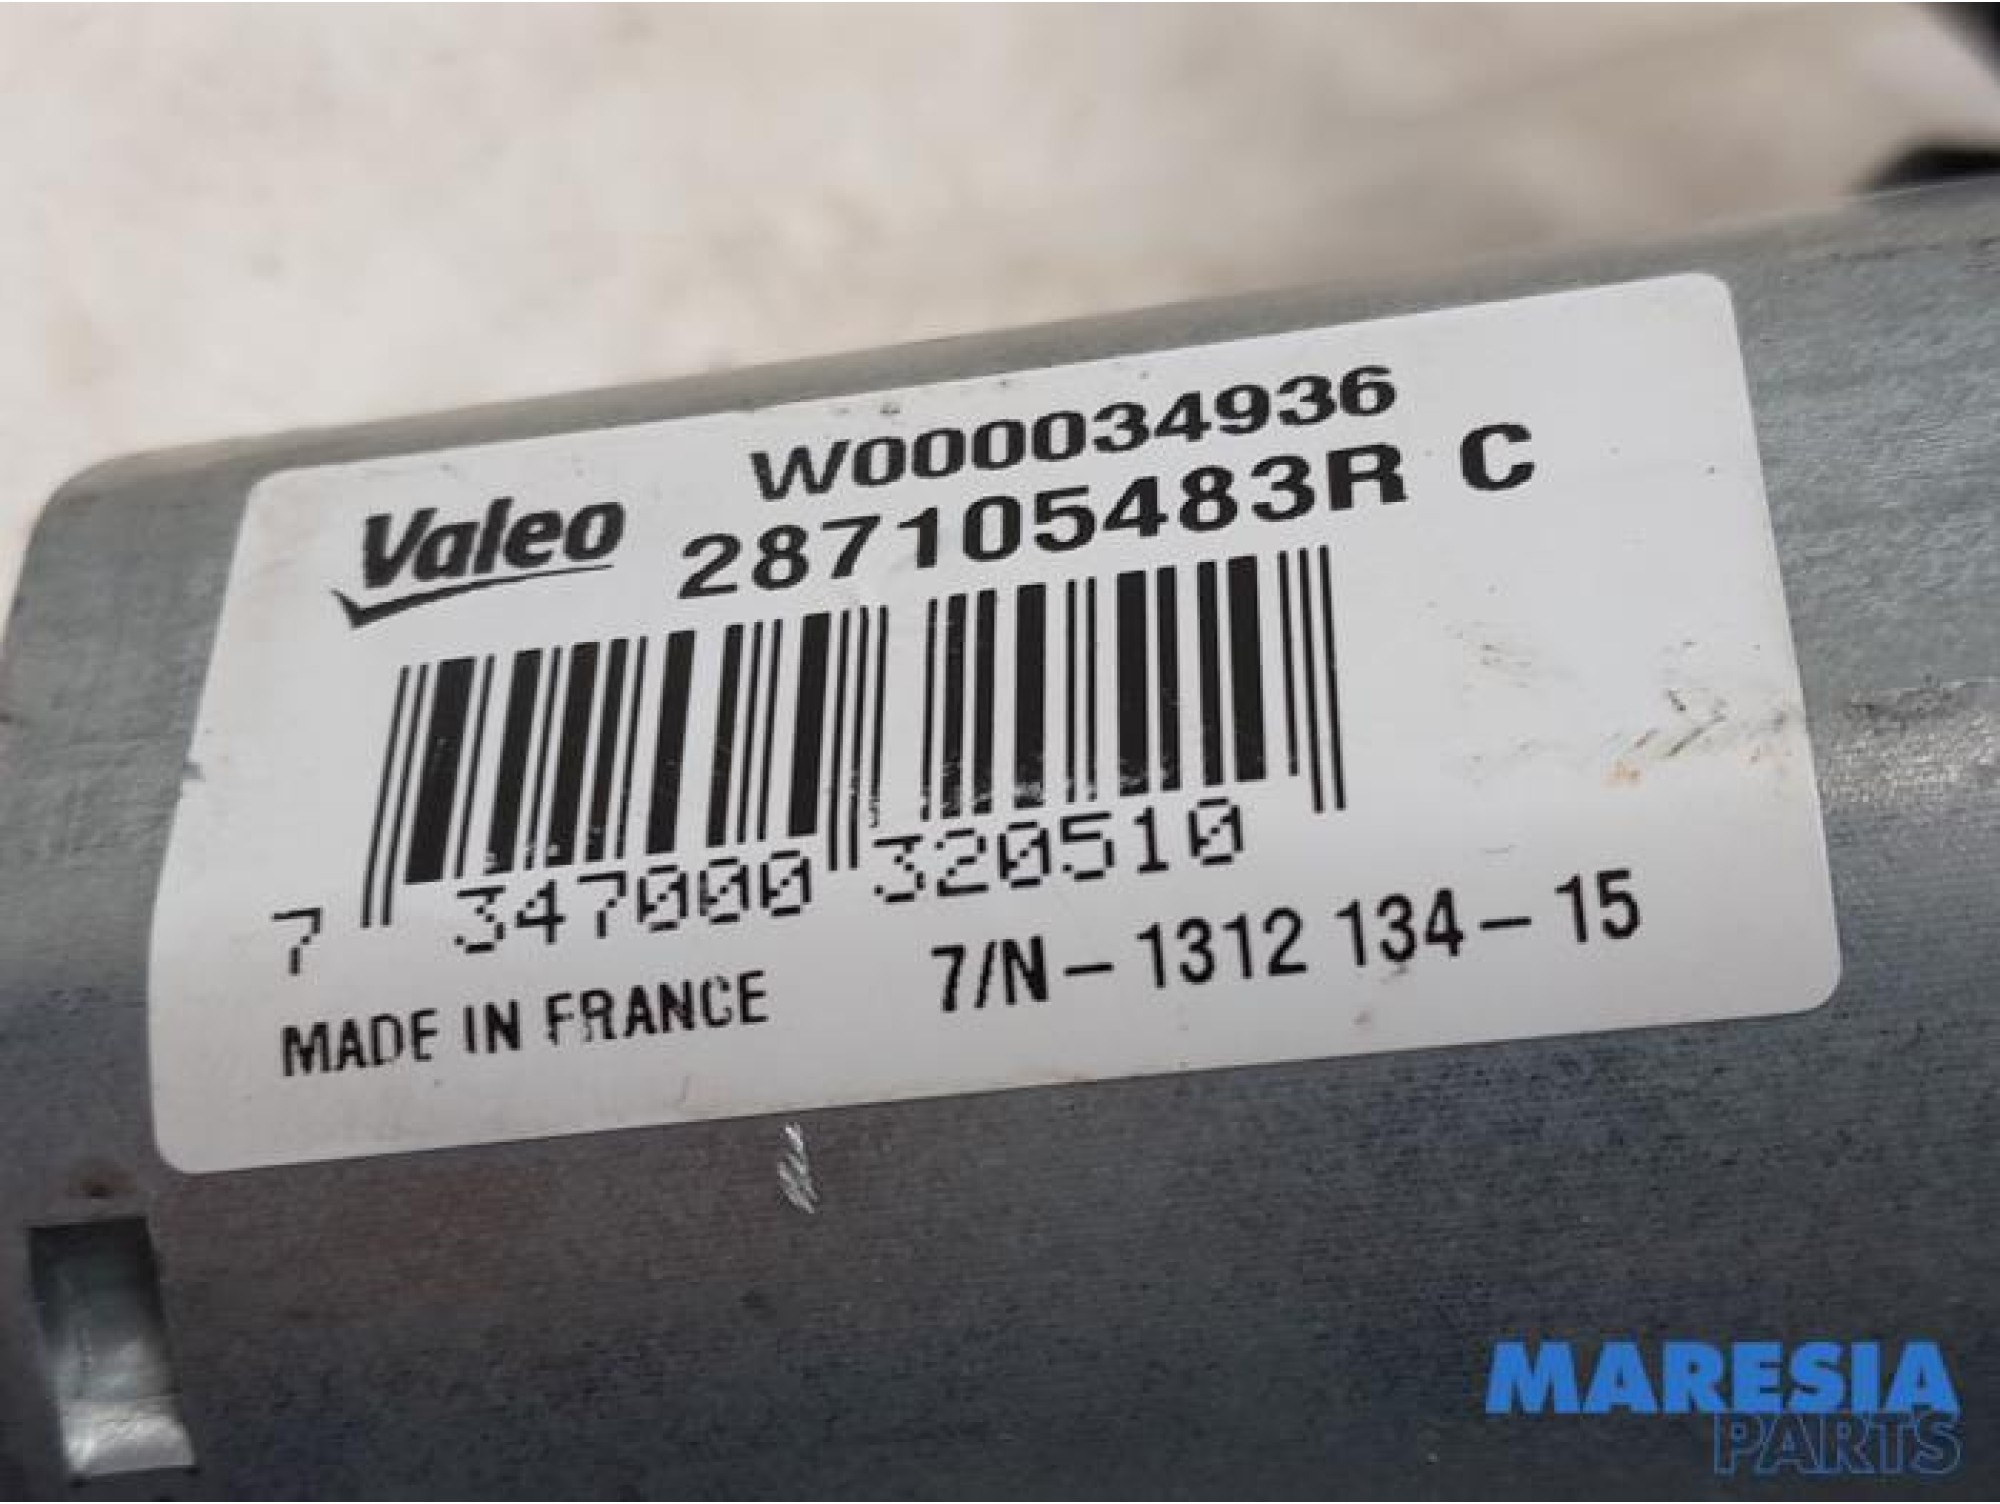 W000034936
Valeo 287105483R C
7 347000 320510
MADE IN FRANCE 7/N - 1312 134 - 15
MARESIA
PARTS